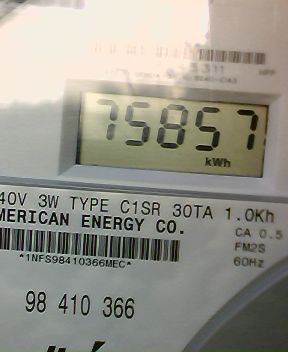 75857
kWh
40V 3W TYPE C1SR 30TA 1.0Kh
MERICAN ENERGY CO. CA 0.5
FM2S
*1NFS98410366MEC* 60Hz
98 410 366